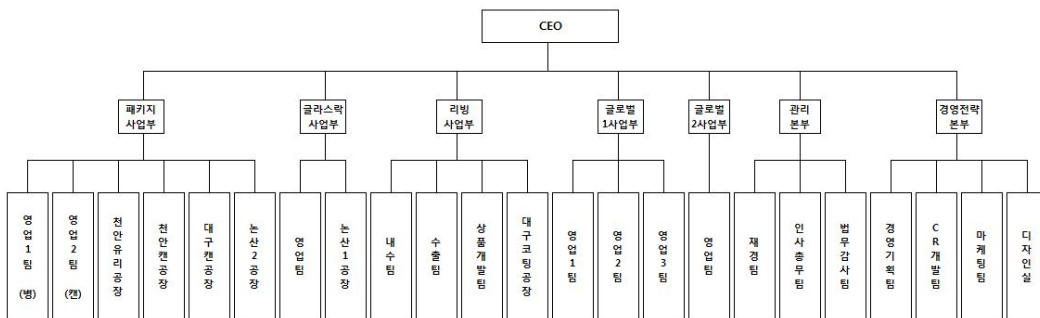 CEO
패키지
사업부
글라스락
사업부
리빙
사업부
글로벌
1사업부
글로벌
2사업부
관리
본부
경영전략
본부
영업1팀
(병)
영업2팀
(캔)
천안유리공장
천안캔공장
대구캔공장
논산2공장
영업팀
논산1공장
내수팀
수출팀
상품개발팀
대구코팅공장
영업1팀
영업2팀
영업3팀
영업팀
재경팀
인사총무팀
법무감사팀
경영기획팀
CR개발팀
마케팅팀
디자인실